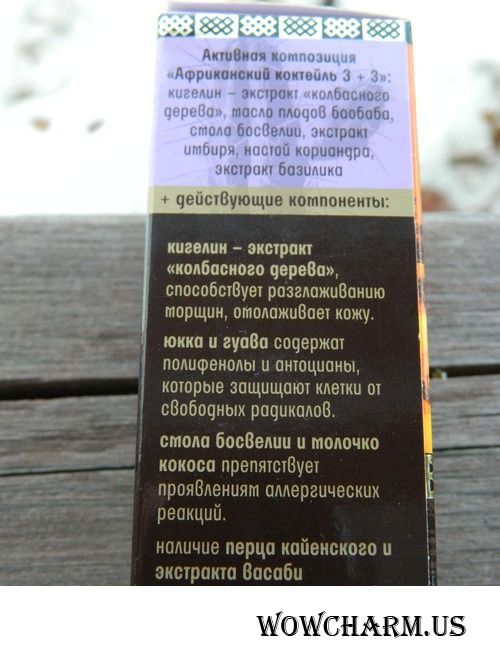 Активная композиция
«Африканский коктейль 3 + 3»:
кигелин – экстракт «колбасного
дерева», масло плодов баобаба,
смола босвелии, экстракт
имбиря, настой кориандра,
экстракт базилика
+ действующие компоненты:
кигелин – экстракт
«колбасного дерева»,
способствует разглаживанию
морщин, омолаживает кожу.
юкка и гуава содержат
полифенолы и антоцианы,
которые защищают клетки от
свободных радикалов.
смола босвелии и молочко
кокоса препятствует
проявлениям аллергических
реакций.
наличие перца кайенского и
экстракта васаби
WOWCHARM.US